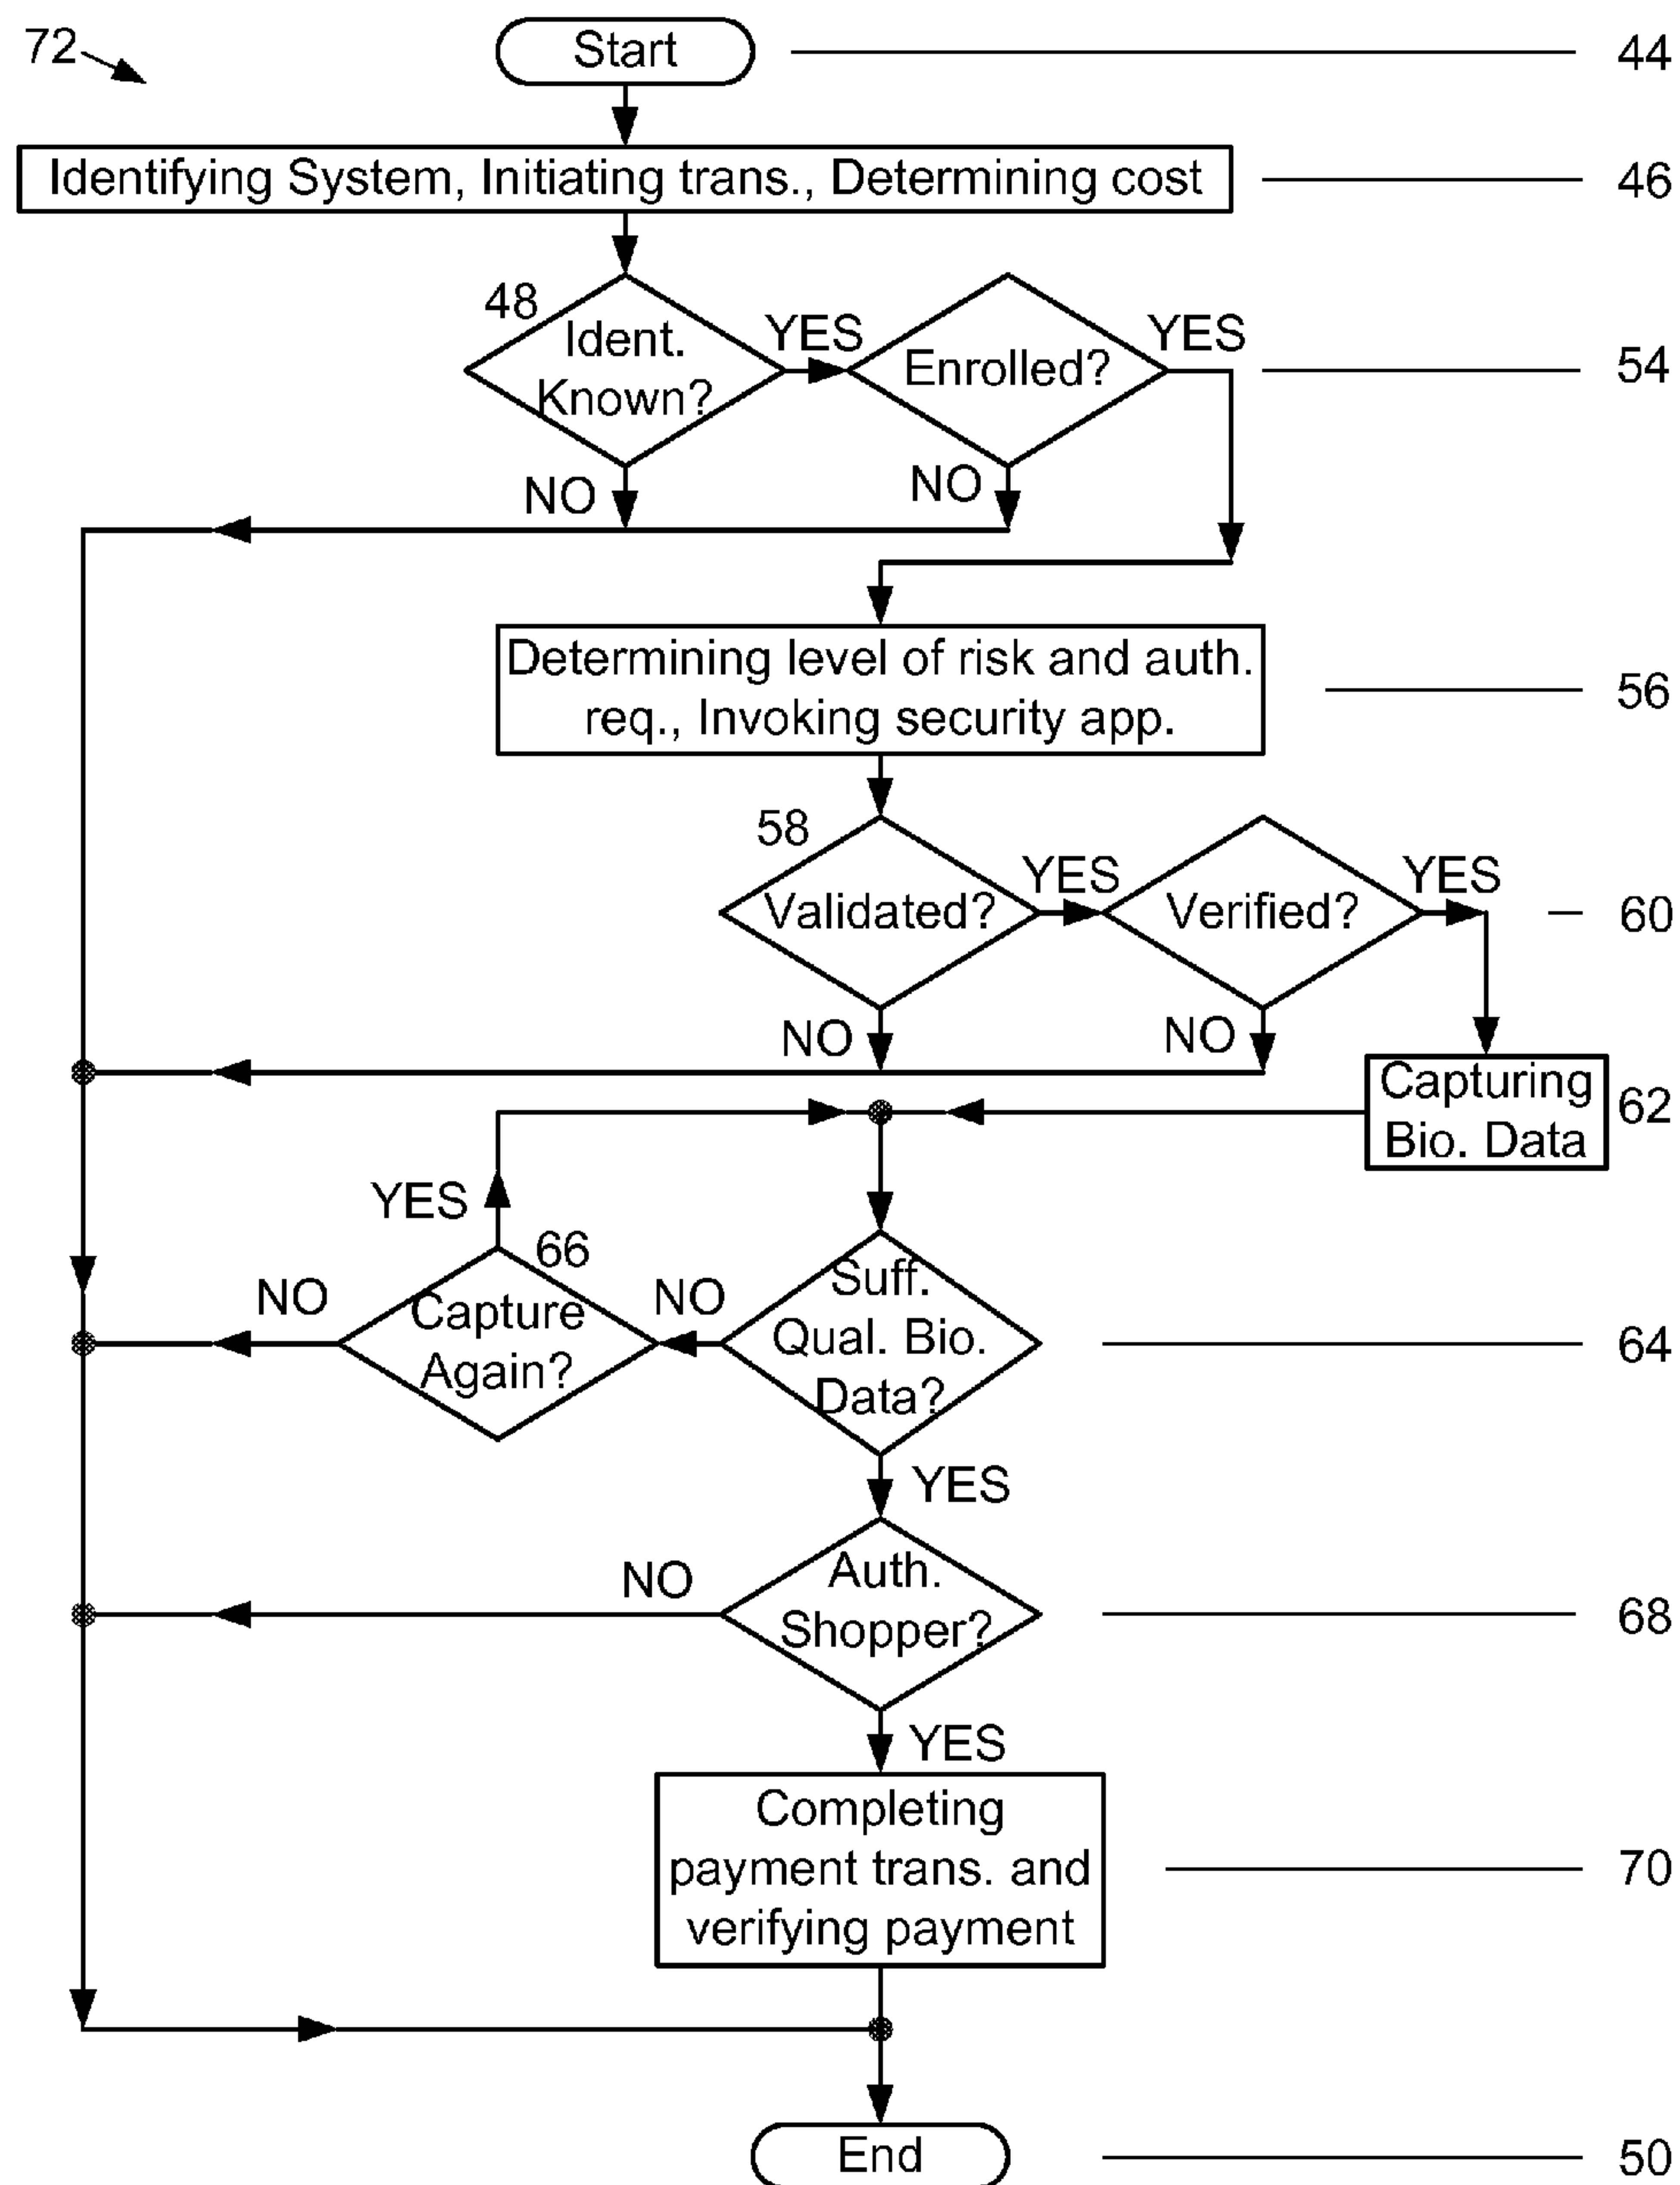 72
Start
44
Identifying System, Initiating trans., Determining cost
46
48
Ident.
Known?
YES
Enrolled?
YES
54
NO
NO
Determining level of risk and auth.
req., Invoking security app.
56
58
Validated?
YES
Verified?
YES
60
NO
NO
Capturing
Bio. Data
62
YES
66
NO
Capture
Again?
NO
Suff.
Qual. Bio.
Data?
64
YES
NO
Auth.
Shopper?
68
YES
Completing
payment trans. and
verifying payment
70
End
50